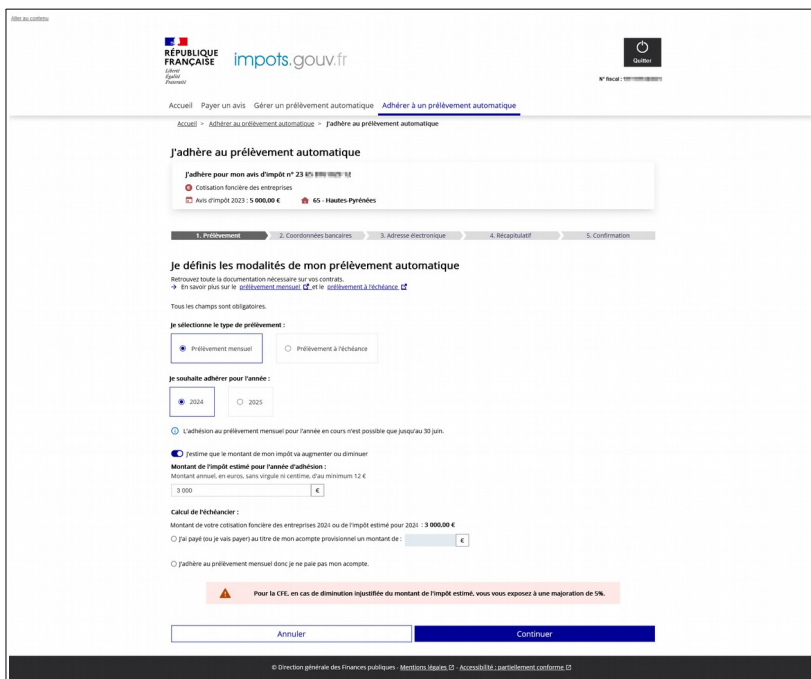 Aller au contenu
RÉPUBLIQUE
FRANÇAISE
Liberté
Égalité
Fraternité
impots.gouv.fr
Quitter
N° fiscal :
Accueil Payer un avis Gérer un prélèvement automatique Adhérer à un prélèvement automatique
Accueil > Adhérer au prélèvement automatique > J'adhère au prélèvement automatique
J'adhère au prélèvement automatique
J'adhère pour mon avis d'impôt n° 23
Cotisation foncière des entreprises
Avis d'impôt 2023 : 5 000,00 € 65 - Hautes-Pyrénées
1. Prélèvement 2. Coordonnées bancaires 3. Adresse électronique 4. Récapitulatif 5. Confirmation
Je définis les modalités de mon prélèvement automatique
Retrouvez toute la documentation nécessaire sur vos contrats.
→ En savoir plus sur le prélèvement mensuel et le prélèvement à l'échéance
Tous les champs sont obligatoires.
Je sélectionne le type de prélèvement :
Prélèvement mensuel Prélèvement à l'échéance
Je souhaite adhérer pour l'année :
2024 2025
L'adhésion au prélèvement mensuel pour l'année en cours n'est possible que jusqu'au 30 juin.
J'estime que le montant de mon impôt va augmenter ou diminuer
Montant de l'impôt estimé pour l'année d'adhésion :
Montant annuel, en euros, sans virgule ni centime, d'au minimum 12 €
3 000 €
Calcul de l'échéancier :
Montant de votre cotisation foncière des entreprises 2024 ou de l'impôt estimé pour 2024 : 3 000,00 €
J'ai payé (ou je vais payer) au titre de mon acompte provisionnel un montant de : €
J'adhère au prélèvement mensuel donc je ne paie pas mon acompte.
Pour la CFE, en cas de diminution injustifiée du montant de l'impôt estimé, vous vous exposez à une majoration de 5%.
Annuler Continuer
© Direction générale des Finances publiques - Mentions légales - Accessibilité : partiellement conforme